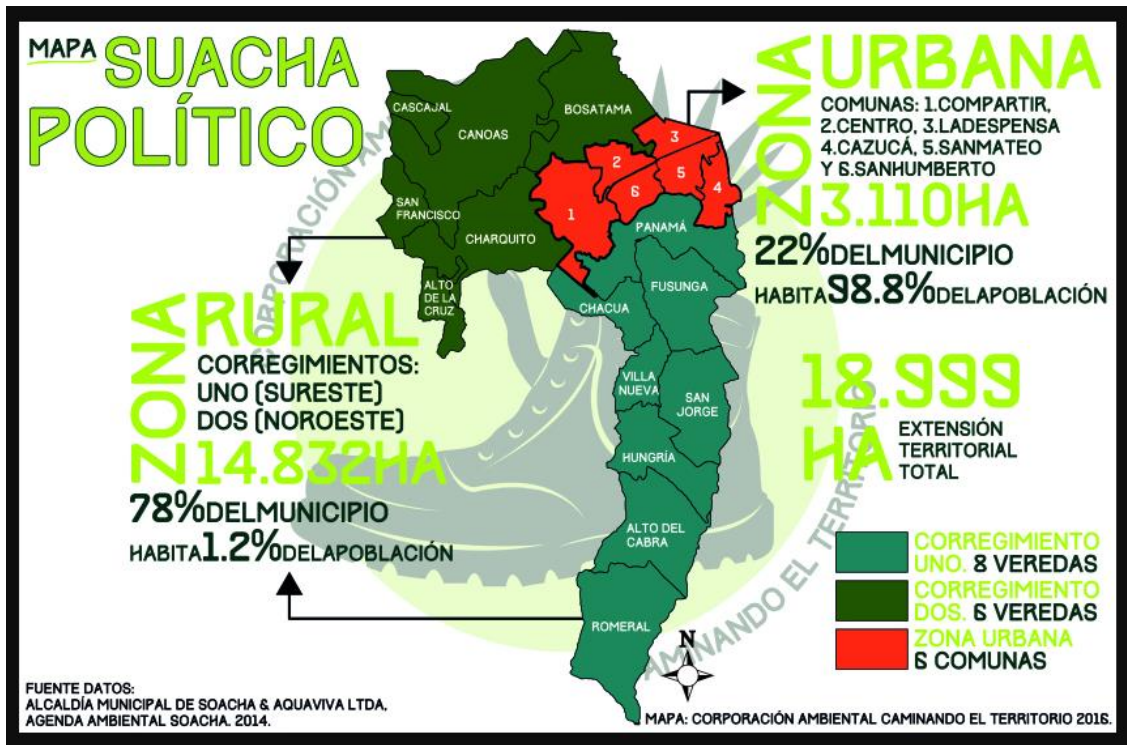 MAPA SUACHA
POLÍTICO
ZONA URBANA
COMUNAS: 1.COMPARTIR,
2.CENTRO, 3.LADESPENSA
4.CAZUCÁ, 5.SANMATEO
Y 6.SANHUMBERTO
3.110HA
22%DELMUNICIPIO
HABITA98.8%DELAPOBLACIÓN
CASCAJAL
CANOAS
BOSATAMA
SAN
FRANCISCO
CHARQUITO
ALTO
DE LA
CRUZ
1
2
3
4
5
6
PANAMÁ
FUSUNGA
CHACUA
VILLA
NUEVA
SAN
JORGE
HUNGRÍA
ALTO DEL
CABRA
ROMERAL
ZONA RURAL
CORREGIMIENTOS:
UNO (SURESTE)
DOS (NOROESTE)
14.832HA
78%DELMUNICIPIO
HABITA1.2%DELAPOBLACIÓN
18.999
HA EXTENSIÓN
TERRITORIAL
TOTAL
CORREGIMIENTO
UNO. 8 VEREDAS
CORREGIMIENTO
DOS. 6 VEREDAS
ZONA URBANA
6 COMUNAS
N
CORPORACIÓN AM
AMINANDO EL TERRITORIO
FUENTE DATOS:
ALCALDÍA MUNICIPAL DE SOACHA & AQUAVIVA LTDA,
AGENDA AMBIENTAL SOACHA. 2014.
MAPA: CORPORACIÓN AMBIENTAL CAMINANDO EL TERRITORIO 2016.